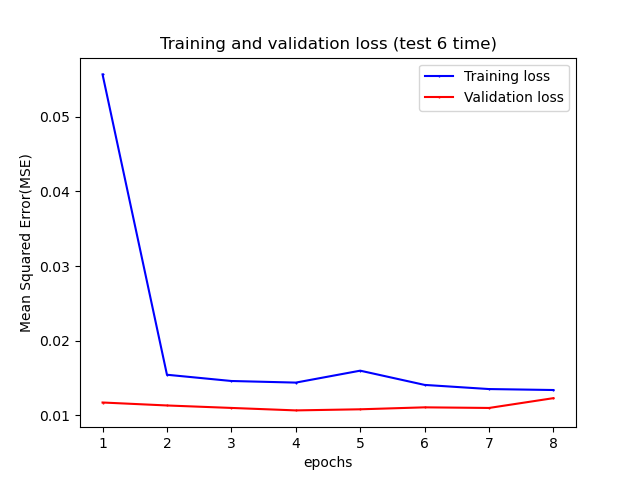 Training and validation loss (test 6 time)
Training loss
Validation loss
0.05
0.04
0.03
0.02
0.01
Mean Squared Error(MSE)
1 2 3 4 5 6 7 8
epochs